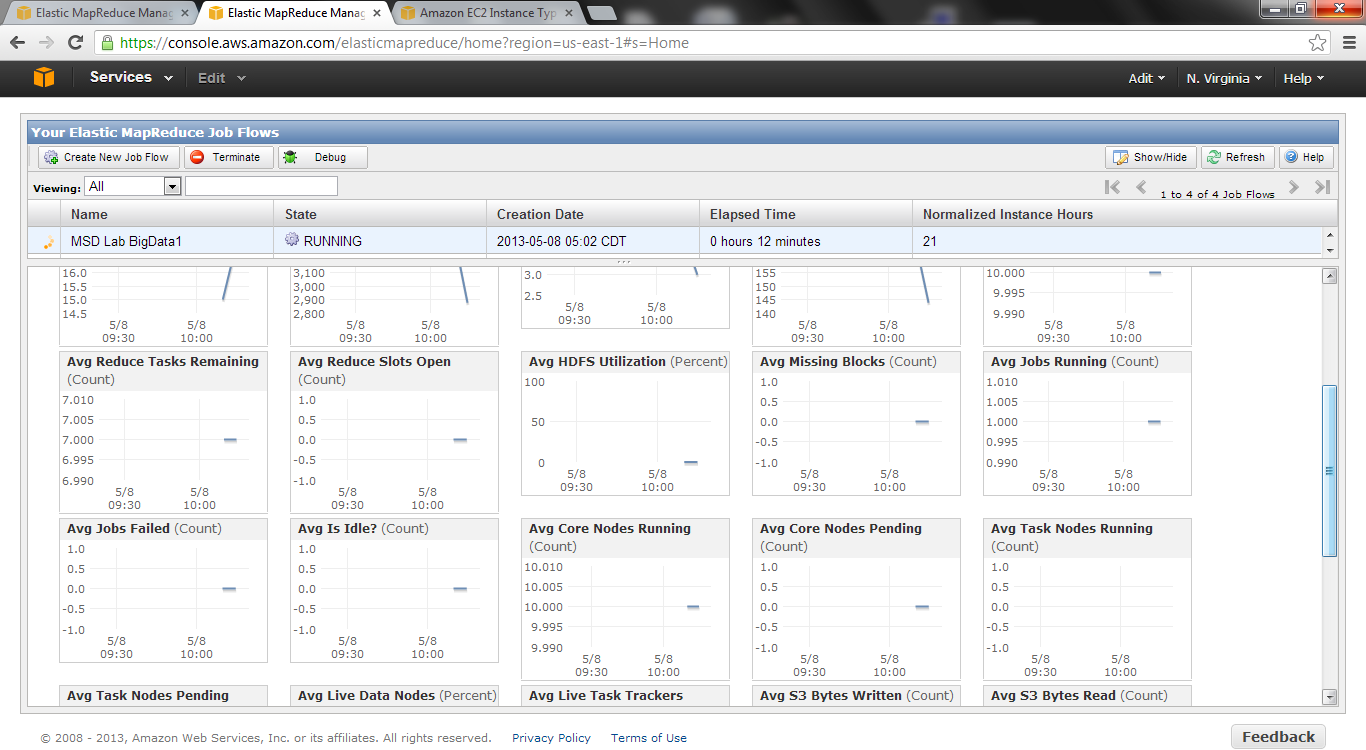 Elastic MapReduce Manag
Elastic MapReduce Manag
Amazon EC2 Instance Typ
https://console.aws.amazon.com/elasticmapreduce/home?region=us-east-1#s=Home
Services Edit Adit N. Virginia Help
Your Elastic MapReduce Job Flows
Create New Job Flow Terminate Debug Show/Hide Refresh Help
Viewing: All 1 to 4 of 4 Job Flows
Name State Creation Date Elapsed Time Normalized Instance Hours
MSD Lab BigData1 RUNNING 2013-05-08 05:02 CDT 0 hours 12 minutes 21
16.0
15.5
15.0
14.5
5/8 5/8
09:30 10:00
3,100
3,000
2,900
2,800
5/8 5/8
09:30 10:00
3.0
2.5
5/8 5/8
09:30 10:00
155
150
145
140
5/8 5/8
09:30 10:00
10.000
9.995
9.990
5/8 5/8
09:30 10:00
Avg Reduce Tasks Remaining
(Count)
7.010
7.005
7.000
6.995
6.990
5/8 5/8
09:30 10:00
Avg Reduce Slots Open
(Count)
1.0
0.5
0.0
-0.5
-1.0
5/8 5/8
09:30 10:00
Avg HDFS Utilization (Percent)
100
50
0
5/8 5/8
09:30 10:00
Avg Missing Blocks (Count)
1.0
0.5
0.0
-0.5
-1.0
5/8 5/8
09:30 10:00
Avg Jobs Running (Count)
1.010
1.005
1.000
0.995
0.990
5/8 5/8
09:30 10:00
Avg Jobs Failed (Count)
1.0
0.5
0.0
-0.5
-1.0
5/8 5/8
09:30 10:00
Avg Is Idle? (Count)
1.0
0.5
0.0
-0.5
-1.0
5/8 5/8
09:30 10:00
Avg Core Nodes Running
(Count)
10.010
10.005
10.000
9.995
9.990
5/8 5/8
09:30 10:00
Avg Core Nodes Pending
(Count)
1.0
0.5
0.0
-0.5
-1.0
5/8 5/8
09:30 10:00
Avg Task Nodes Running
(Count)
1.0
0.5
0.0
-0.5
-1.0
5/8 5/8
09:30 10:00
Avg Task Nodes Pending
Avg Live Data Nodes (Percent)
Avg Live Task Trackers
Avg S3 Bytes Written (Count)
Avg S3 Bytes Read (Count)
© 2008 - 2013, Amazon Web Services, Inc. or its affiliates. All rights reserved. Privacy Policy Terms of Use
Feedback